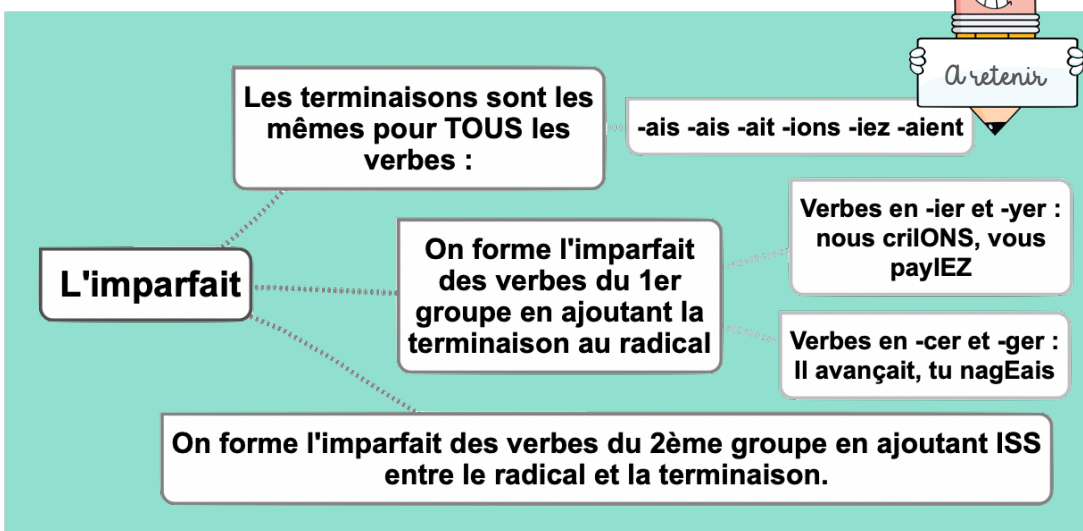 A retenir
Les terminaisons sont les
mêmes pour TOUS les
verbes :
-ais -ais -ait -ions -iez -aient
L'imparfait
On forme l'imparfait
des verbes du 1er
groupe en ajoutant la
terminaison au radical
Verbes en -ier et -yer :
nous criIONS, vous
payIEZ
Verbes en -cer et -ger :
Il avançait, tu nagEais
On forme l'imparfait des verbes du 2ème groupe en ajoutant ISS
entre le radical et la terminaison.